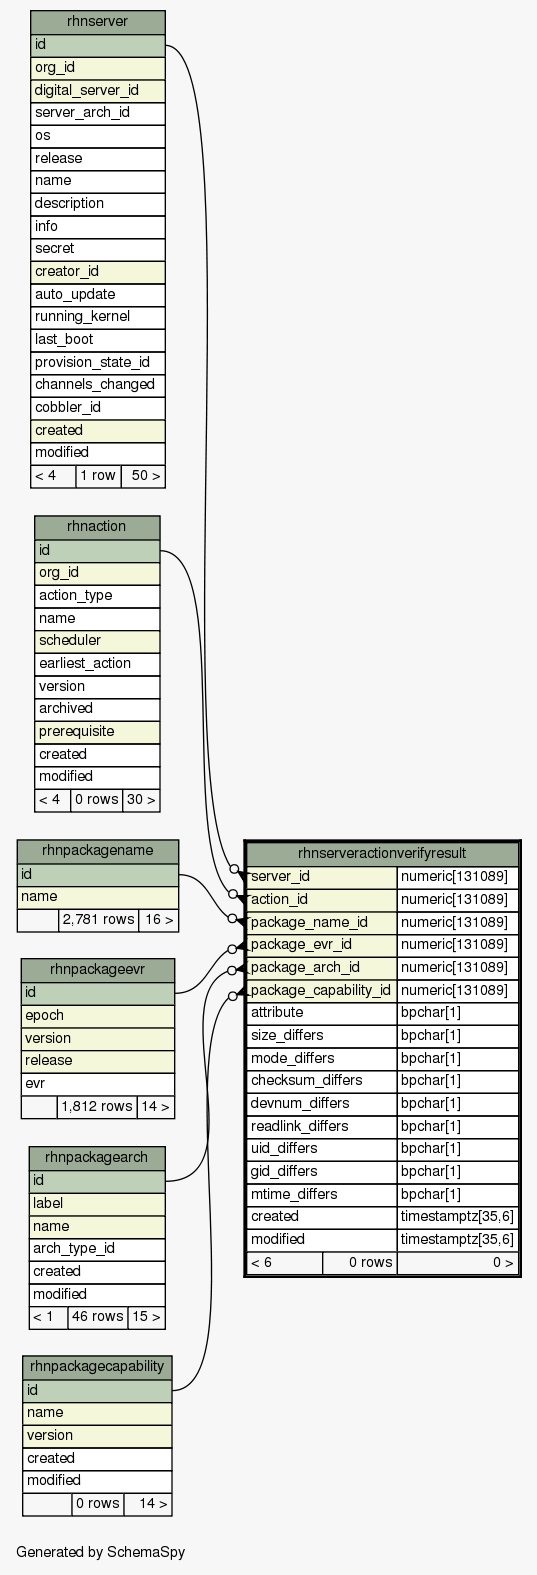 rhnserver
id
org_id
digital_server_id
server_arch_id
os
release
name
description
info
secret
creator_id
auto_update
running_kernel
last_boot
provision_state_id
channels_changed
cobbler_id
created
modified
< 4 1 row 50 >
rhnaction
id
org_id
action_type
name
scheduler
earliest_action
version
archived
prerequisite
created
modified
< 4 0 rows 30 >
rhnpackagename
id
name
2,781 rows 16 >
rhnpackageevr
id
epoch
version
release
evr
1,812 rows 14 >
rhnpackagearch
id
label
name
arch_type_id
created
modified
< 1 46 rows 15 >
rhnpackagecapability
id
name
version
created
modified
0 rows 14 >
rhnserveractionverifyresult
server_id numeric[131089]
action_id numeric[131089]
package_name_id numeric[131089]
package_evr_id numeric[131089]
package_arch_id numeric[131089]
package_capability_id numeric[131089]
attribute bpchar[1]
size_differs bpchar[1]
mode_differs bpchar[1]
checksum_differs bpchar[1]
devnum_differs bpchar[1]
readlink_differs bpchar[1]
uid_differs bpchar[1]
gid_differs bpchar[1]
mtime_differs bpchar[1]
created timestamptz[35,6]
modified timestamptz[35,6]
< 6 0 rows 0 >
Generated by SchemaSpy